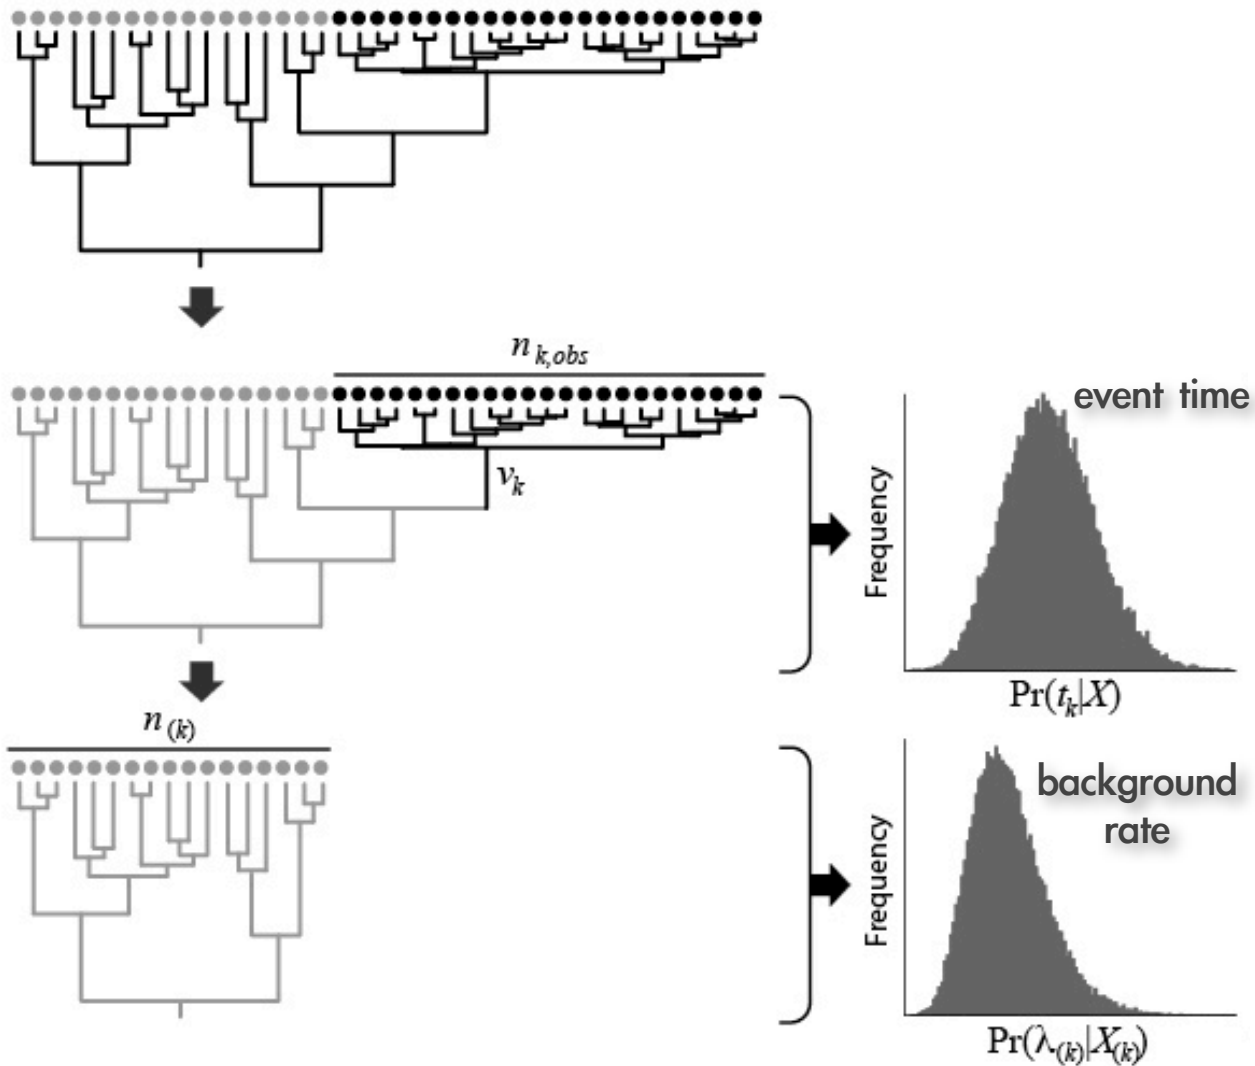 n k,obs
event time
v k
Frequency
Pr(t k|X)
n (k)
background
rate
Frequency
Pr(λ (k)|X (k))